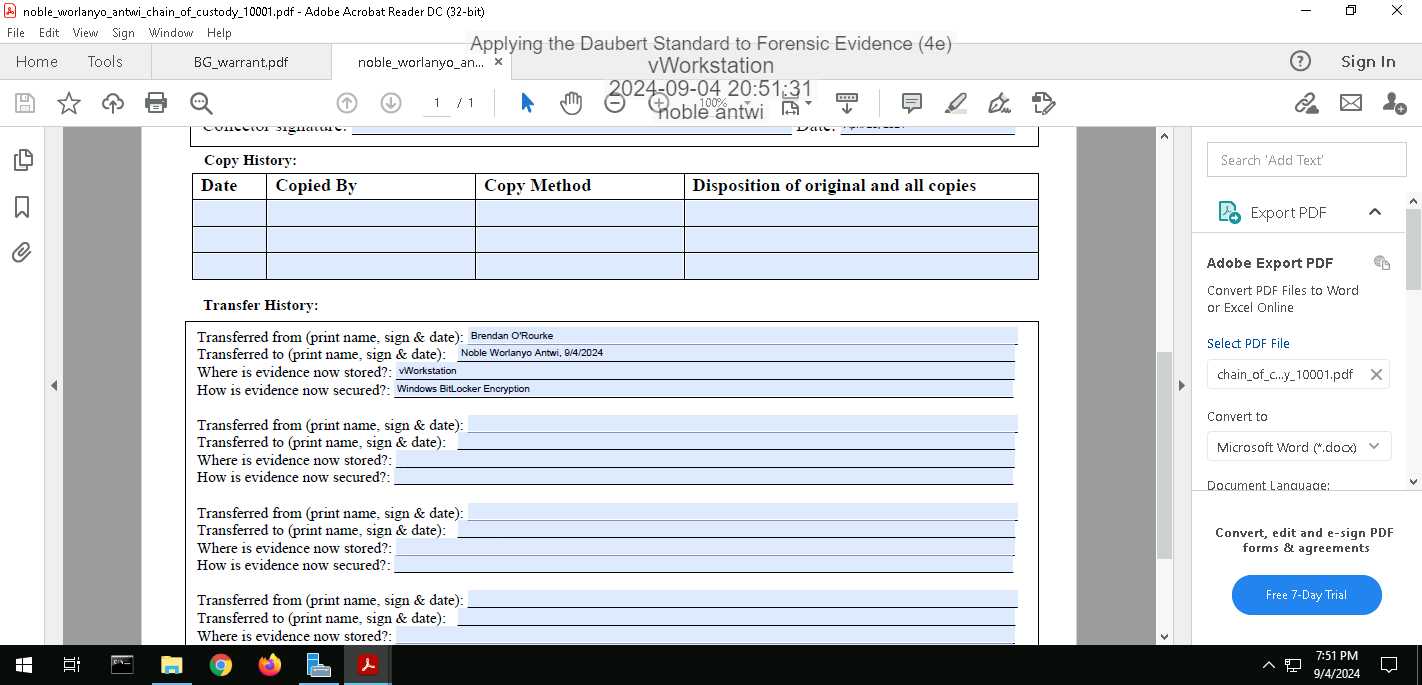 noble_worlanyo_antwi_chain_of_custody_10001.pdf - Adobe Acrobat Reader DC (32-bit)
File Edit View Sign Window Help
Applying the Daubert Standard to Forensic Evidence (4e)
vWorkstation
2024-09-04 20:51:31
noble antwi
Home Tools BG_warrant.pdf noble_worlanyo_an... × Sign In
1 / 1 100%
Collector signature: Date:
Copy History:
Date Copied By Copy Method Disposition of original and all copies
Transfer History:
Transferred from (print name, sign & date): Brendan O'Rourke
Transferred to (print name, sign & date): Noble Worlanyo Antwi, 9/4/2024
Where is evidence now stored?: vWorkstation
How is evidence now secured?: Windows BitLocker Encryption
Transferred from (print name, sign & date):
Transferred to (print name, sign & date):
Where is evidence now stored?:
How is evidence now secured?:
Transferred from (print name, sign & date):
Transferred to (print name, sign & date):
Where is evidence now stored?:
How is evidence now secured?:
Transferred from (print name, sign & date):
Transferred to (print name, sign & date):
Where is evidence now stored?:
Search 'Add Text'
Export PDF
Adobe Export PDF
Convert PDF Files to Word
or Excel Online
Select PDF File
chain_of_c...y_10001.pdf
Convert to
Microsoft Word (*.docx)
Document Language:
Convert, edit and e-sign PDF
forms & agreements
Free 7-Day Trial
7:51 PM
9/4/2024